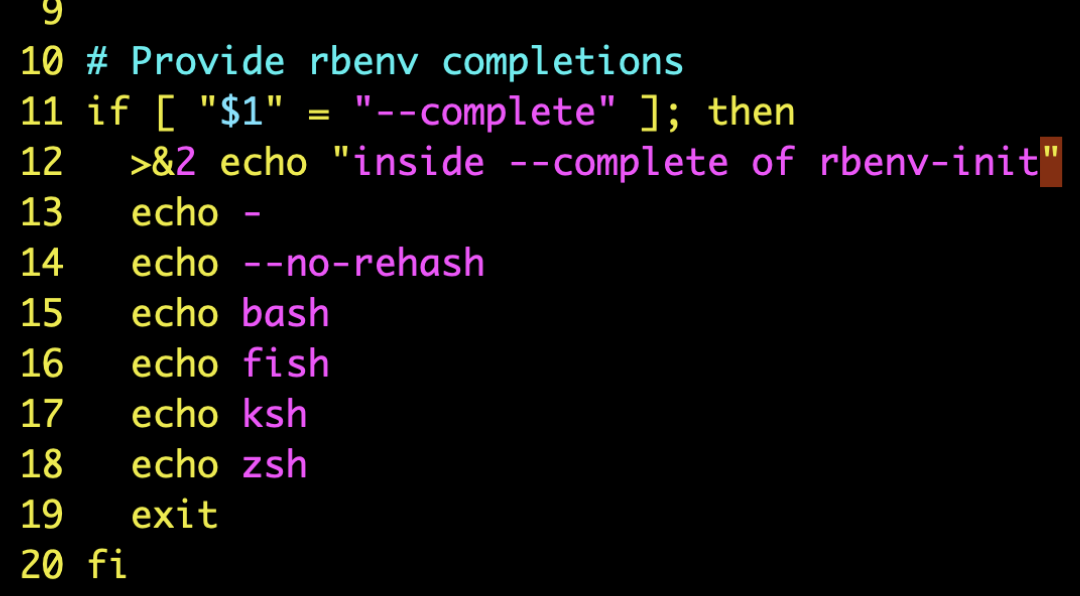 9
10 # Provide rbenv completions
11 if [ "$1" = "--complete" ]; then
12   >&2 echo "inside --complete of rbenv-init"
13   echo -
14   echo --no-rehash
15   echo bash
16   echo fish
17   echo ksh
18   echo zsh
19   exit
20 fi